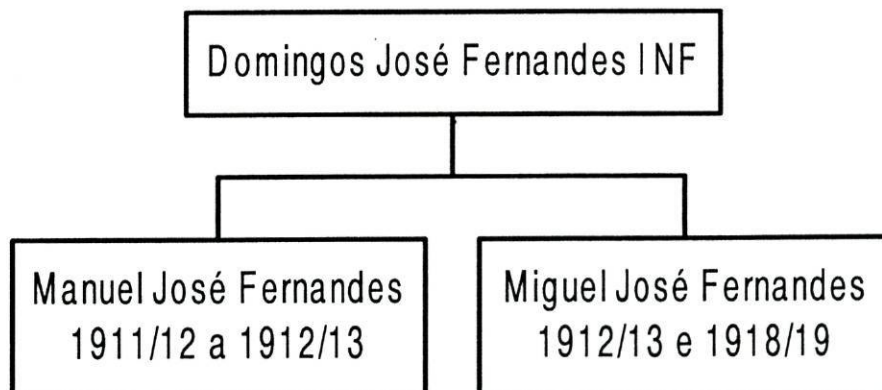 Domingos José Fernandes I NF
Manuel José Fernandes
1911/12 a 1912/13
Miguel José Fernandes
1912/13 e 1918/19